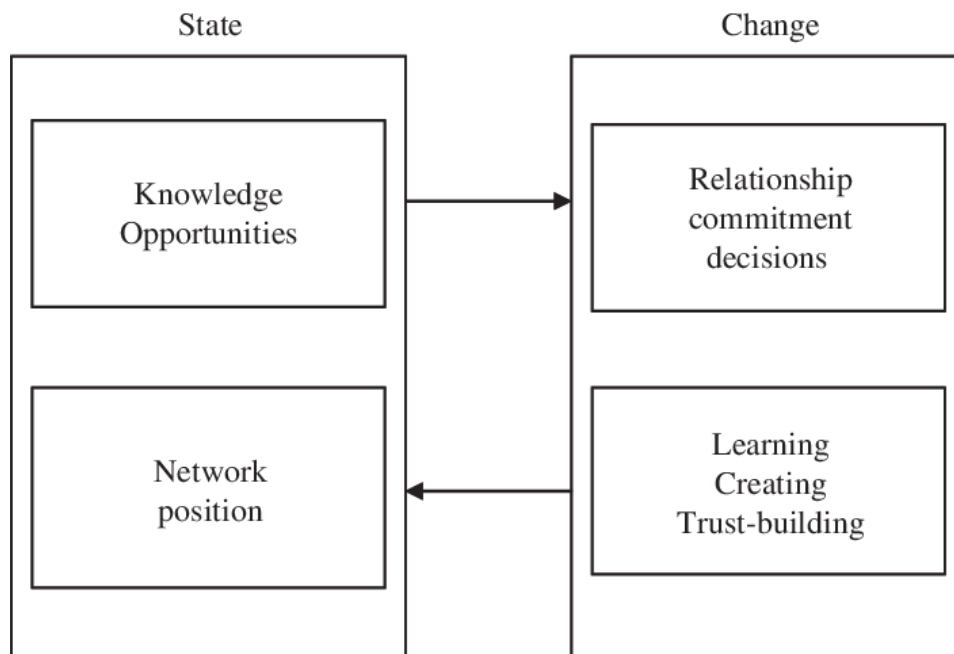 State
Change
Knowledge
Opportunities
Relationship
commitment
decisions
Network
position
Learning
Creating
Trust-building